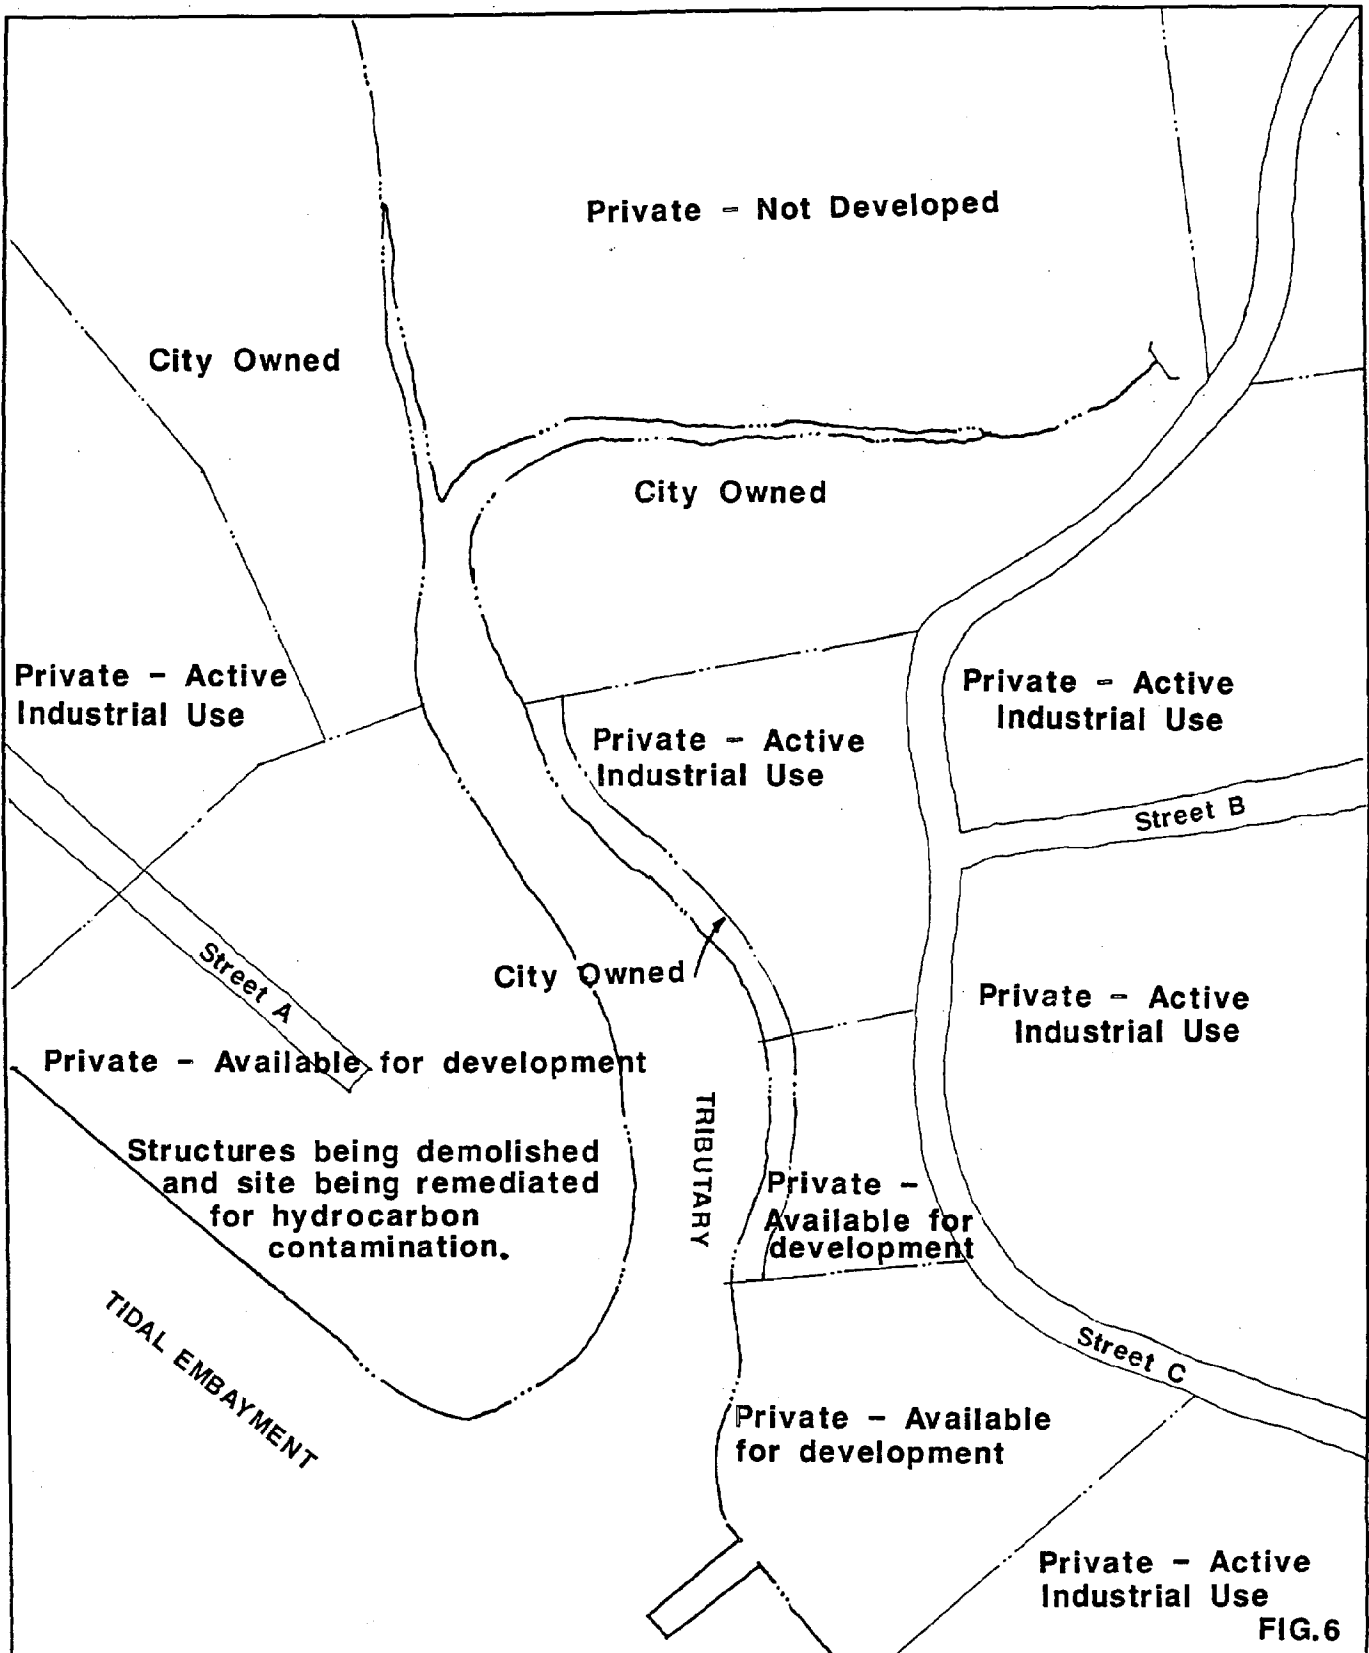 Private - Not Developed
City Owned
City Owned
Private - Active
Industrial Use
Private - Active
Industrial Use
Private - Active
Industrial Use
Street B
Street A
City Owned
Private - Active
Industrial Use
Private - Available for development
Structures being demolished
and site being remediated
for hydrocarbon
contamination.
TRIBUTARY
Private -
Available for
development
TIDAL EMBAYMENT
Street C
Private - Available
for development
Private - Active
Industrial Use
FIG.6